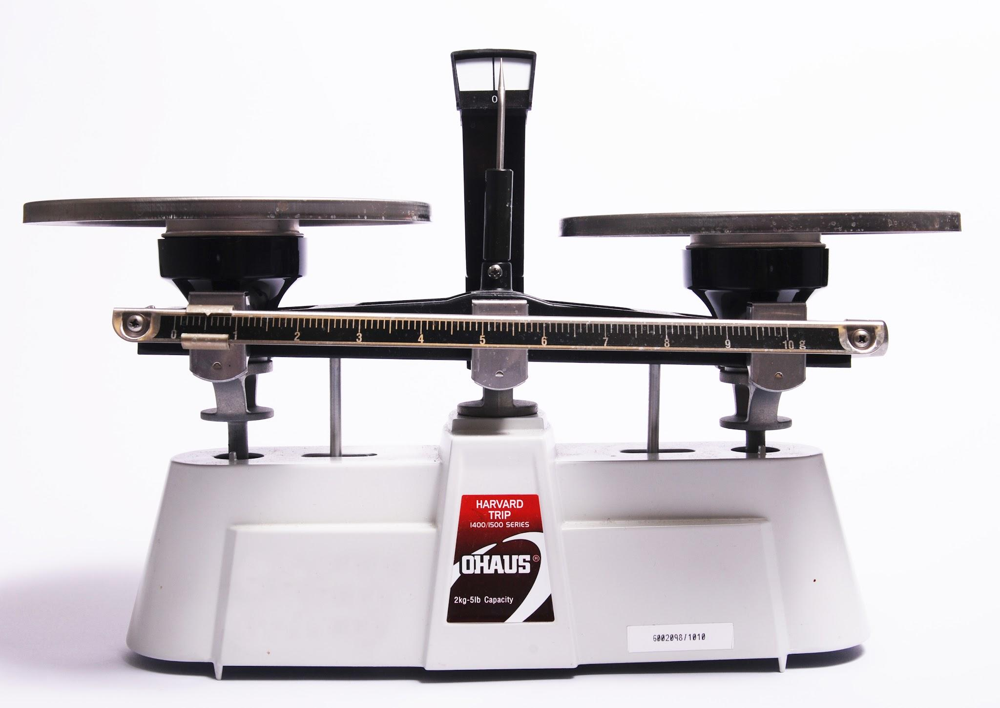 0
0 1 2 3 4 5 6 7 8 9 10 g
HARVARD
TRIP
1400/1500 SERIES
OHAUS®
2kg-5lb Capacity
6002098/1010